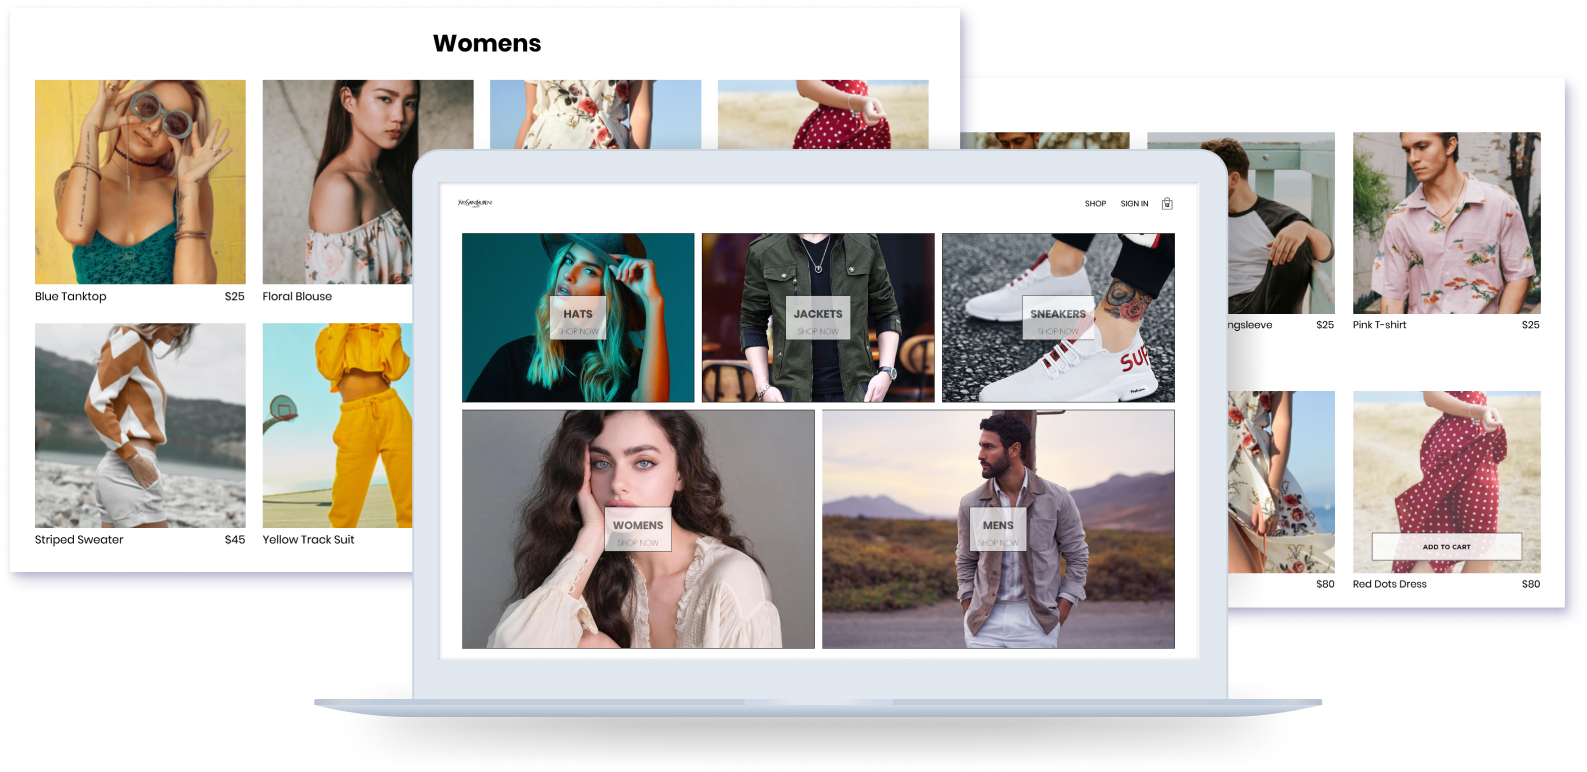 Womens
Blue Tanktop $25
Floral Blouse
Striped Sweater $45
Yellow Track Suit
YvesSaintLaurent
SHOP SIGN IN
HATS
SHOP NOW
JACKETS
SHOP NOW
SNEAKERS
SHOP NOW
SUP
WOMENS
SHOP NOW
MENS
SHOP NOW
ngsleeve $25
Pink T-shirt $25
$80
ADD TO CART
Red Dots Dress $80